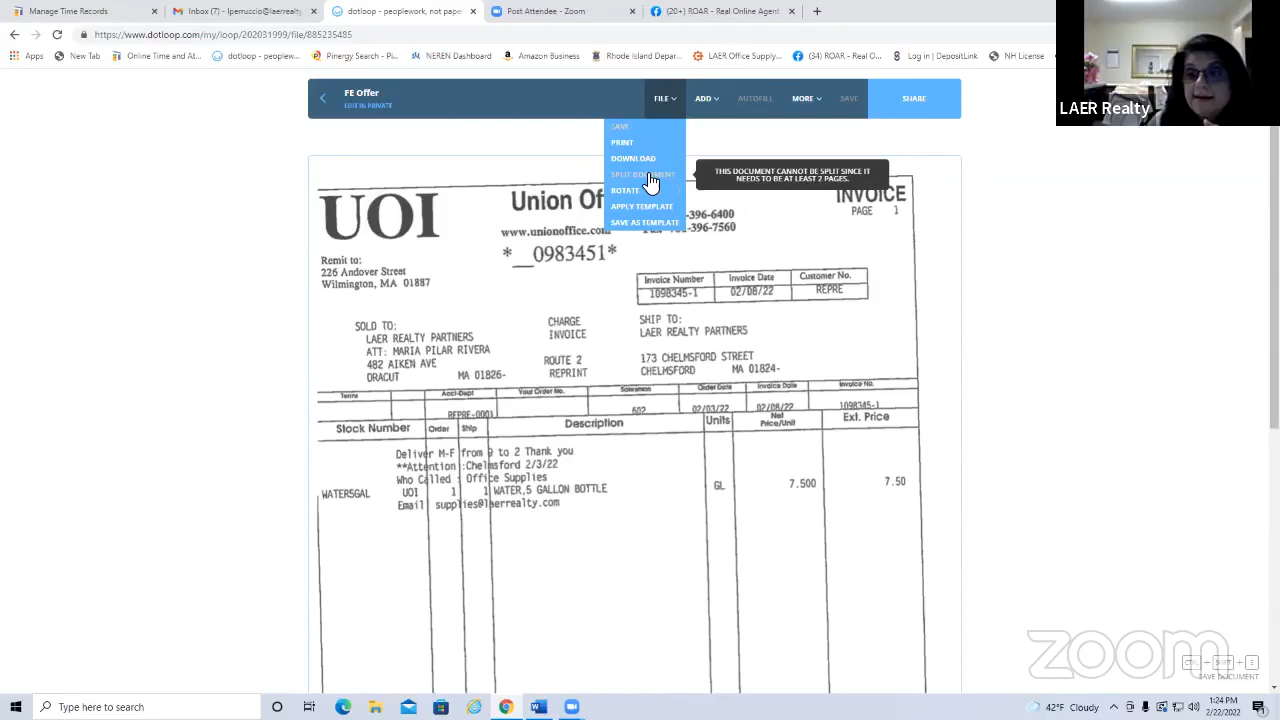 Manage Time Records
Inbox (7) - lberruccio@laerrealt
dotloop - peoplework, not pape
Post Attendee - Zoom
(20+) ROAR - Real Online Agent
https://www.dotloop.com/my/loop/202031999/file/885235485
Apps
New Tab
Online Time and At...
dotloop - peoplewo...
Pinergy Search - Pi...
NEREN Dashboard
Amazon Business
Rhode Island Depar...
LAER Office Supply...
(34) ROAR - Real O...
Log in | DepositLink
NH License
LAER Realty
FE Offer
EDIT IN PRIVATE
FILE
ADD
AUTOFILL
MORE
SAVE
SHARE
SAVE
PRINT
DOWNLOAD
SPLIT DOCUMENT
ROTATE
APPLY TEMPLATE
SAVE AS TEMPLATE
THIS DOCUMENT CANNOT BE SPLIT SINCE IT
NEEDS TO BE AT LEAST 2 PAGES.
UOI
Union Of
www.unionoffice.com
*__0983451*
-396-6400
-396-7560
INVOICE
PAGE 1
Remit to:
226 Andover Street
Wilmington, MA 01887
Invoice Number Invoice Date Customer No.
1098345-1 02/08/22 REPRE
SOLD TO:
LAER REALTY PARTNERS
ATT: MARIA PILAR RIVERA
482 AIKEN AVE
DRACUT MA 01826-
CHARGE
INVOICE
ROUTE 2
REPRINT
SHIP TO:
LAER REALTY PARTNERS
173 CHELMSFORD STREET
CHELMSFORD MA 01824-
Terms Acct-Dept Your Order No. Salesman Order Date Invoice Date Invoice No.
REPRE-0001 602 02/03/22 02/08/22 1098345-1
Stock Number Order Ship Description Units Net Price/Unit Ext. Price
Deliver M-F from 9 to 2 Thank you
**Attention :Chelmsford 2/3/22
Who Called : Office Supplies
WATER5GAL UOI 1 1 WATER,5 GALLON BOTTLE GL 7.500 7.50
Email supplies@laerrealty.com
zoom
CTRL + SHIFT + S
SAVE DOCUMENT
Type here to search
42°F Cloudy
1:24 PM
2/22/2022